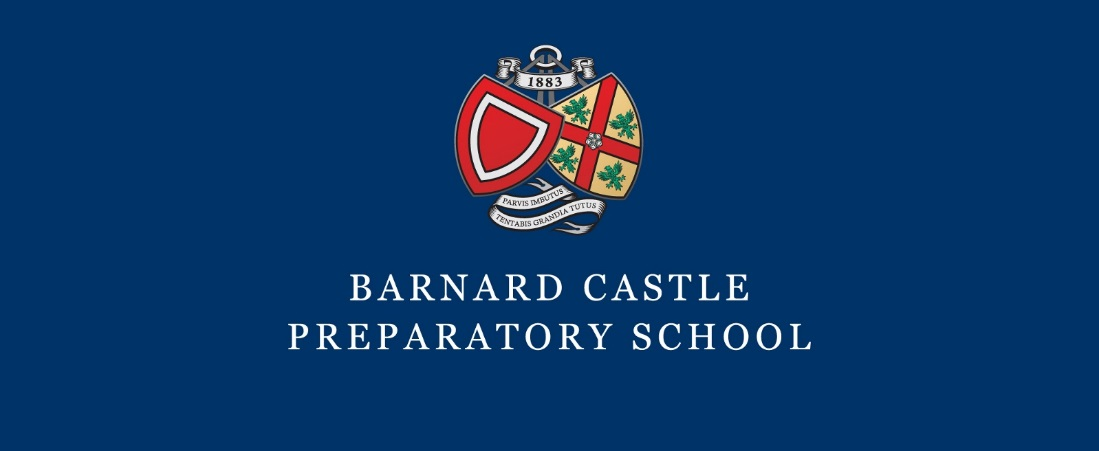 1883
PARVIS IMBUTUS
TENTABIS GRANDIA TUTUS
BARNARD CASTLE
PREPARATORY SCHOOL